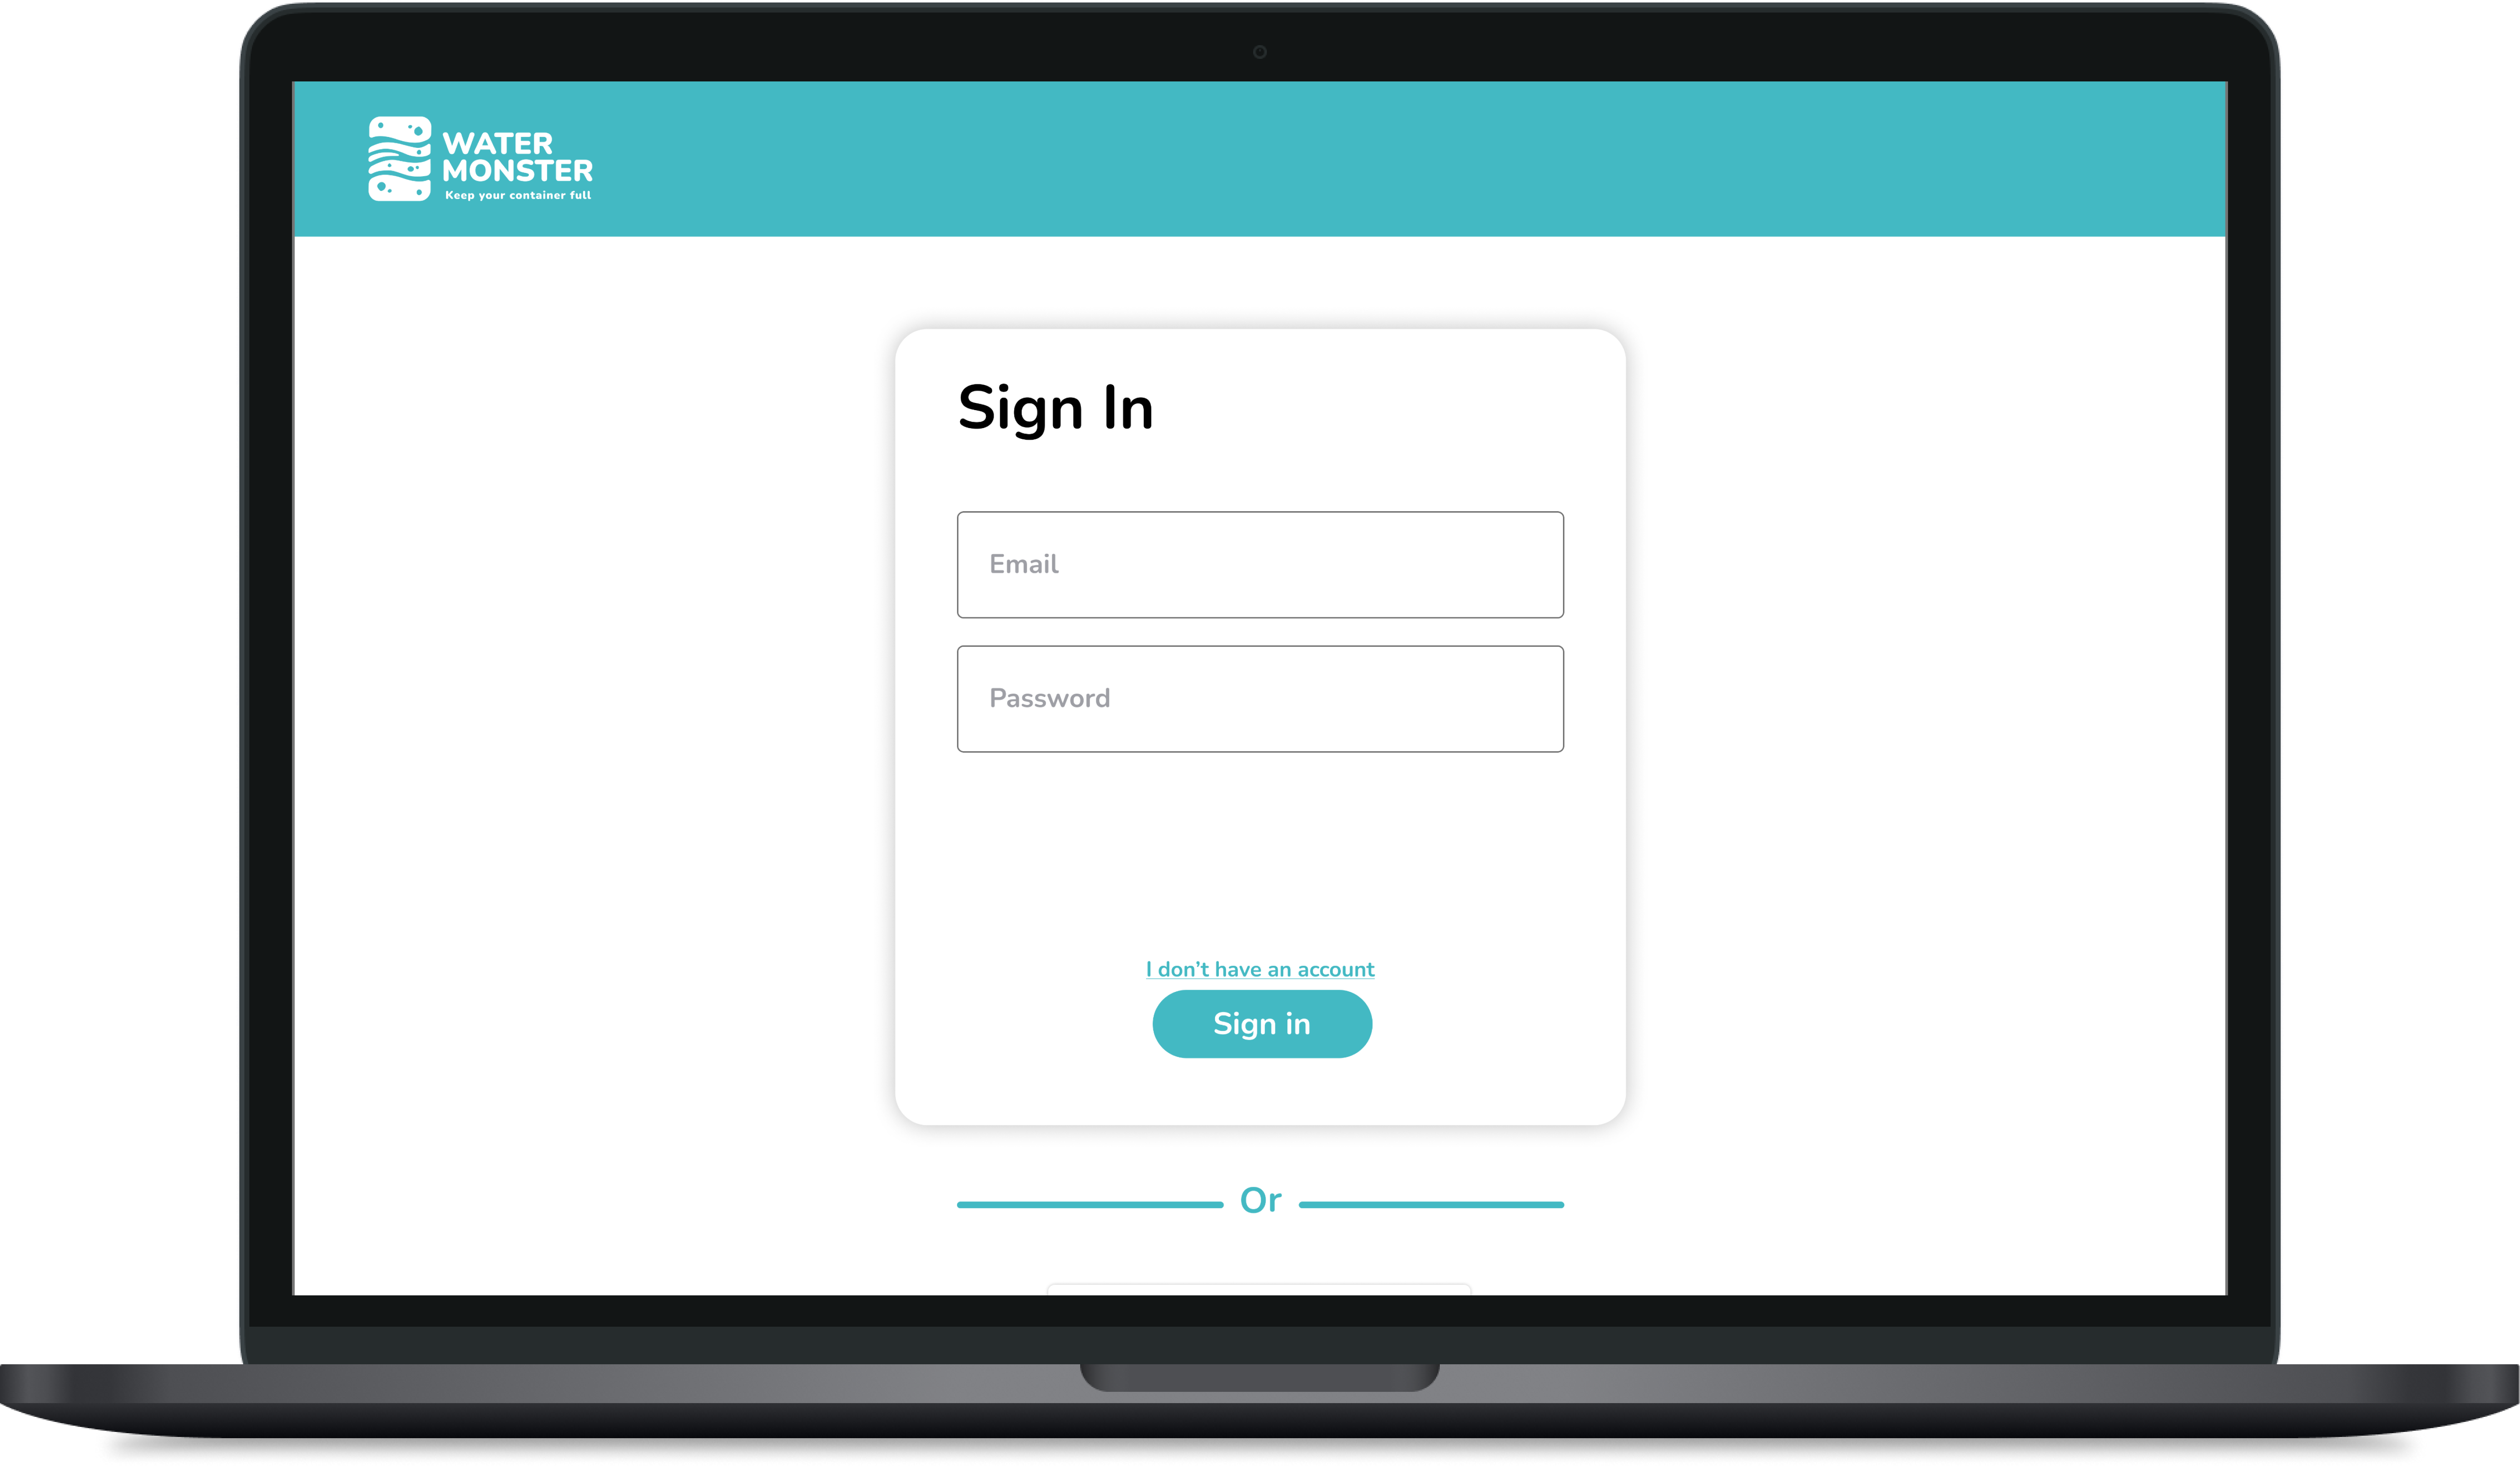 WATER
MONSTER
Keep your container full
Sign In
Email
Password
I don’t have an account
Sign in
Or